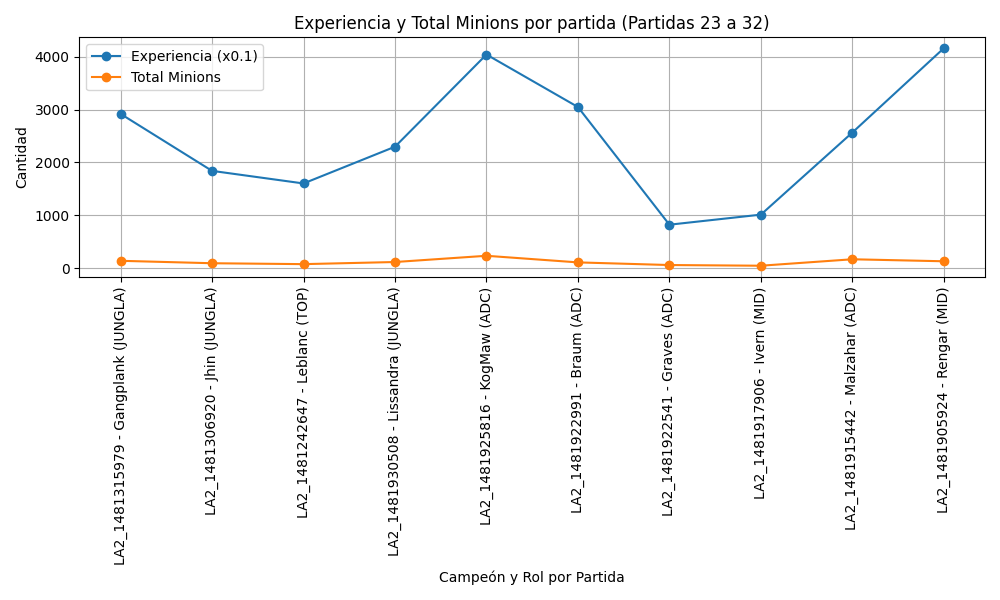 Experiencia y Total Minions por partida (Partidas 23 a 32)
Experiencia (x0.1)
Total Minions
Cantidad
4000
3000
2000
1000
0
LA2_1481315979 - Gangplank (JUNGLA)
LA2_1481306920 - Jhin (JUNGLA)
LA2_1481242647 - Leblanc (TOP)
LA2_1481930508 - Lissandra (JUNGLA)
LA2_1481925816 - KogMaw (ADC)
LA2_1481922991 - Braum (ADC)
LA2_1481922541 - Graves (ADC)
LA2_1481917906 - Ivern (MID)
LA2_1481915442 - Malzahar (ADC)
LA2_1481905924 - Rengar (MID)
Campeón y Rol por Partida